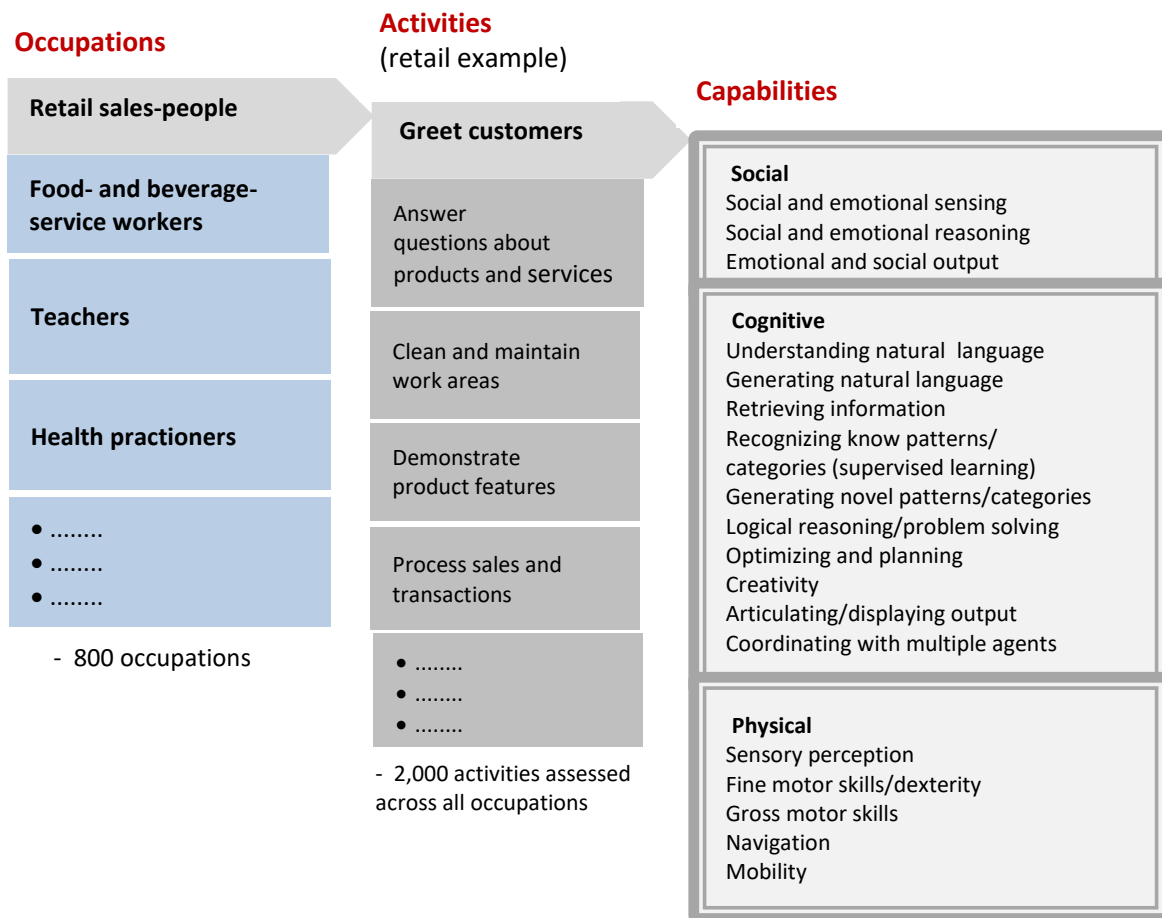 Occupations
Retail sales-people
Food- and beverage-
service workers
Teachers
Health practioners
• ........
• ........
• ........
- 800 occupations
Activities
(retail example)
Greet customers
Answer
questions about
products and services
Clean and maintain
work areas
Demonstrate
product features
Process sales and
transactions
• ........
• ........
• ........
- 2,000 activities assessed
across all occupations
Capabilities
Social
Social and emotional sensing
Social and emotional reasoning
Emotional and social output
Cognitive
Understanding natural language
Generating natural language
Retrieving information
Recognizing know patterns/
categories (supervised learning)
Generating novel patterns/categories
Logical reasoning/problem solving
Optimizing and planning
Creativity
Articulating/displaying output
Coordinating with multiple agents
Physical
Sensory perception
Fine motor skills/dexterity
Gross motor skills
Navigation
Mobility